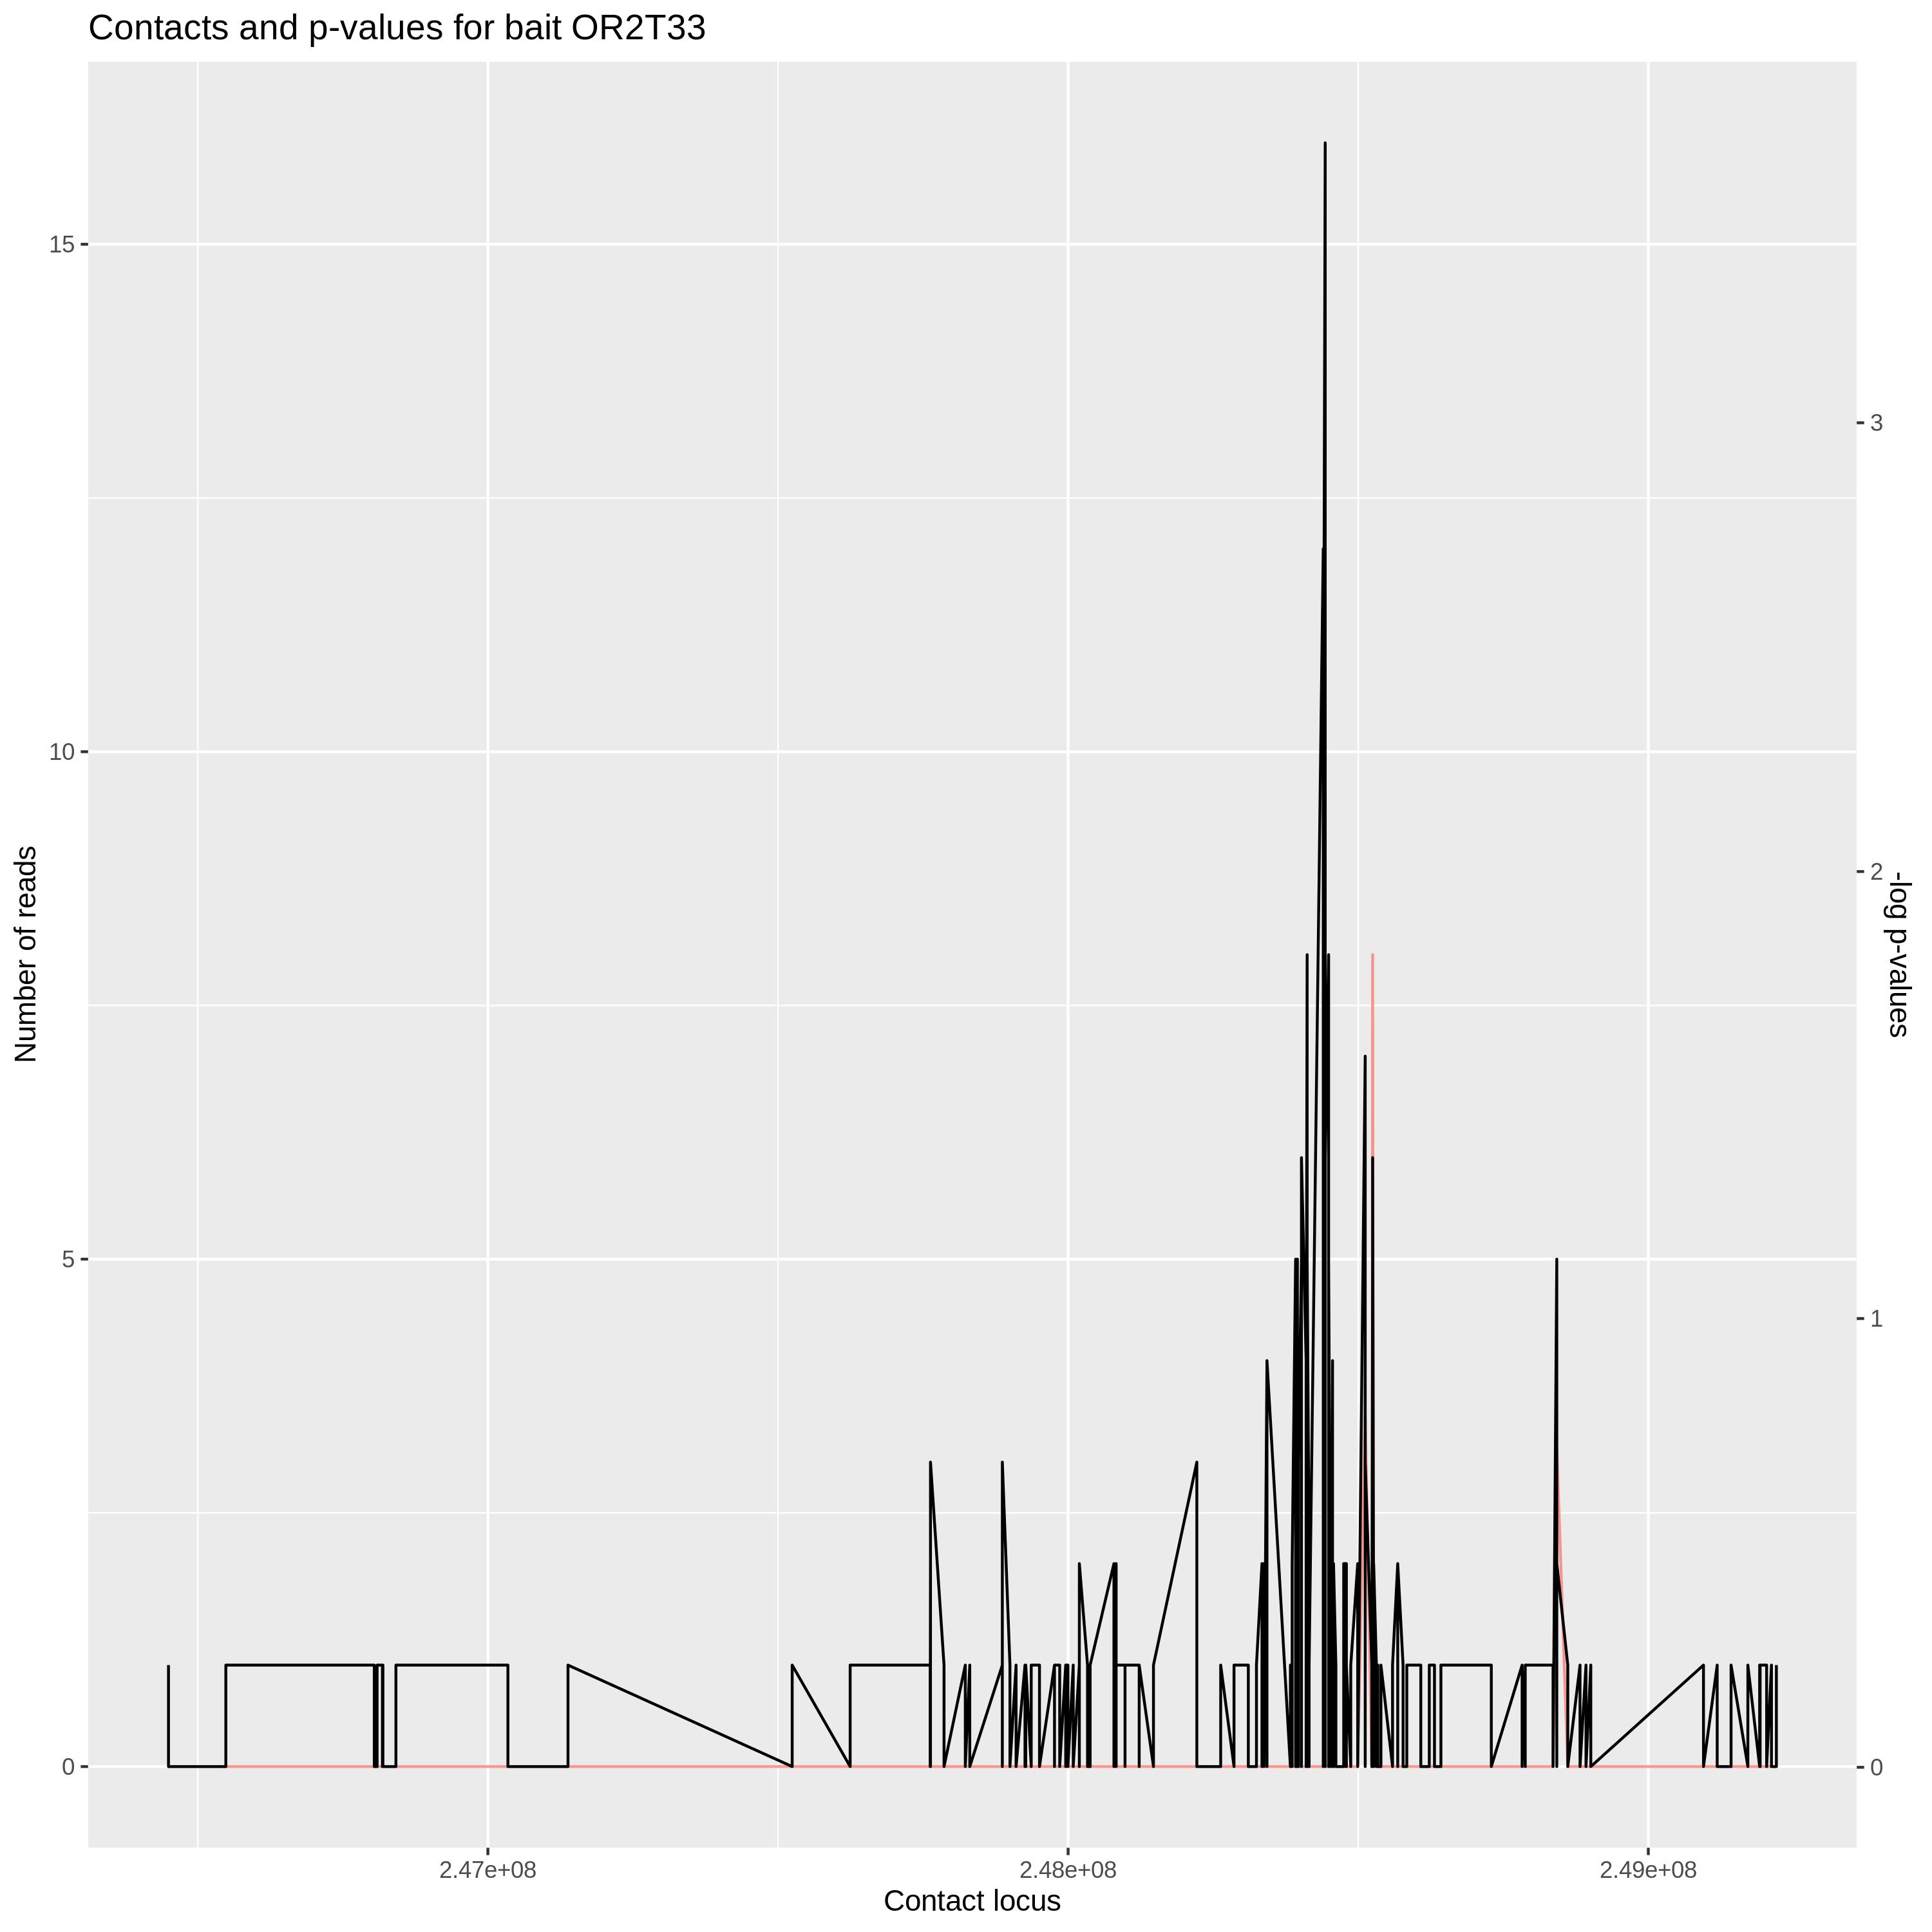 Contacts and p-values for bait OR2T33
Number of reads
15
10
5
0
-log p-values
3
2
1
0
2.47e+08
2.48e+08
2.49e+08
Contact locus